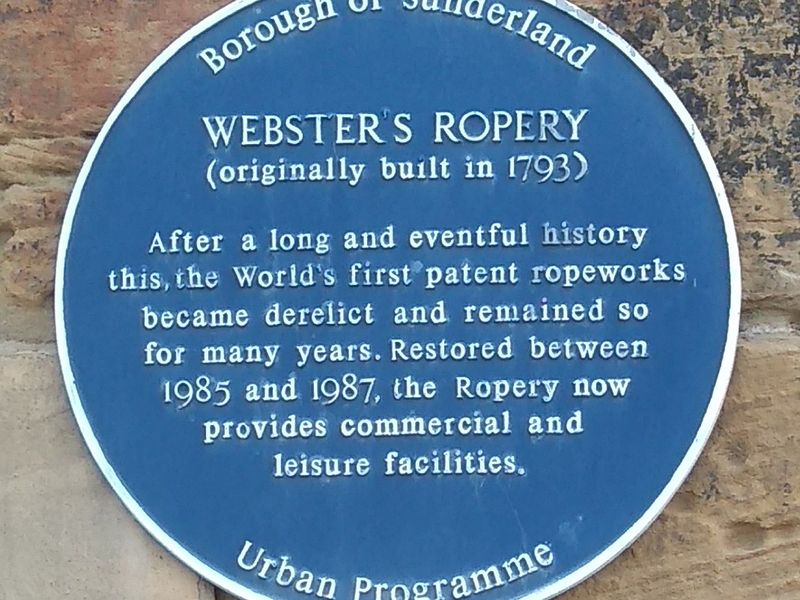 Borough of Sunderland
WEBSTER'S ROPERY
(originally built in 1793)
After a long and eventful history
this, the World's first patent ropeworks,
became derelict and remained so
for many years. Restored between
1985 and 1987, the Ropery now
provides commercial and
leisure facilities.
Urban Programme